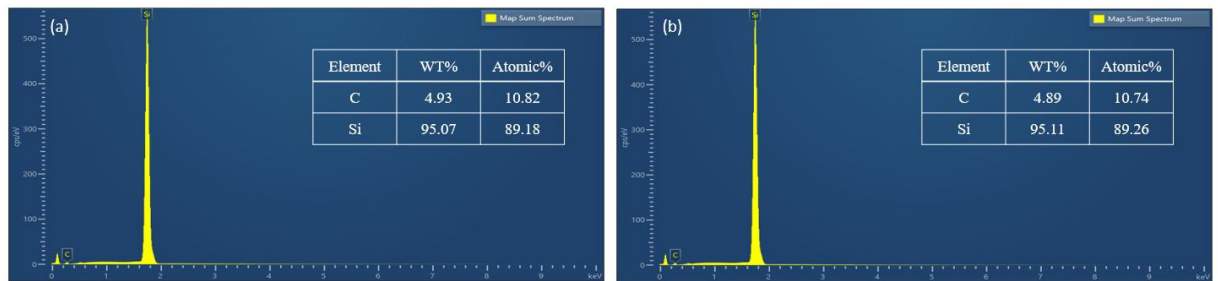 (a)
Si
Map Sum Spectrum
Element WT% Atomic%
C 4.93 10.82
Si 95.07 89.18
cps/eV
500
400
300
200
100
0
C
0 1 2 3 4 5 6 7 8 9 keV
(b)
Si
Map Sum Spectrum
Element WT% Atomic%
C 4.89 10.74
Si 95.11 89.26
cps/eV
500
400
300
200
100
0
C
0 1 2 3 4 5 6 7 8 9 keV